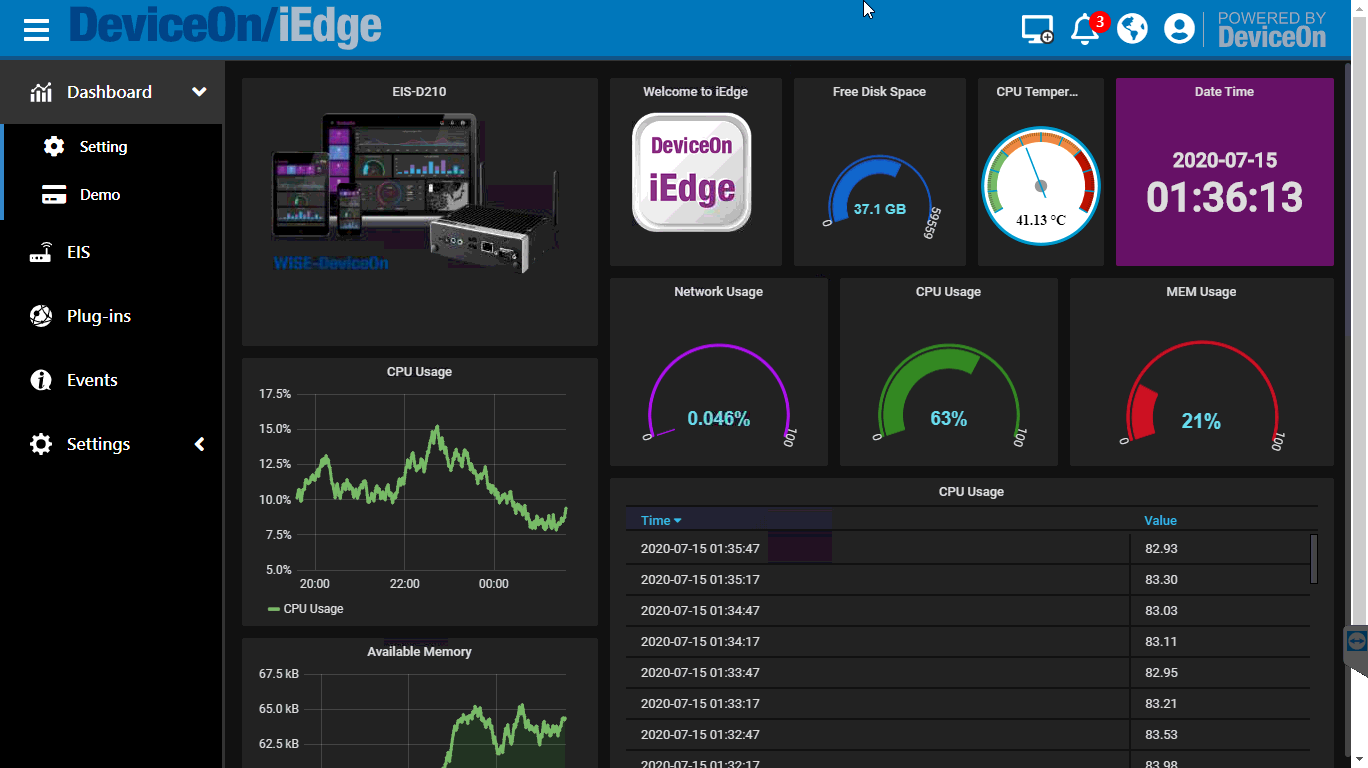 DeviceOn/iEdge
3
POWERED BY
DeviceOn
Dashboard
Setting
Demo
EIS
Plug-ins
Events
Settings
EIS-D210
WiSE-DeviceOn
Welcome to iEdge
DeviceOn
iEdge
Free Disk Space
37.1 GB
0
59559
CPU Temper...
41.13 °C
Date Time
2020-07-15
01:36:13
Network Usage
0.046%
0
100
CPU Usage
63%
0
100
MEM Usage
21%
0
100
CPU Usage
17.5%
15.0%
12.5%
10.0%
7.5%
5.0%
20:00 22:00 00:00
CPU Usage
Available Memory
67.5 kB
65.0 kB
62.5 kB
CPU Usage
Time Value
2020-07-15 01:35:47 82.93
2020-07-15 01:35:17 83.30
2020-07-15 01:34:47 83.03
2020-07-15 01:34:17 83.11
2020-07-15 01:33:47 82.95
2020-07-15 01:33:17 83.21
2020-07-15 01:32:47 83.53
2020-07-15 01:32:17 83.98